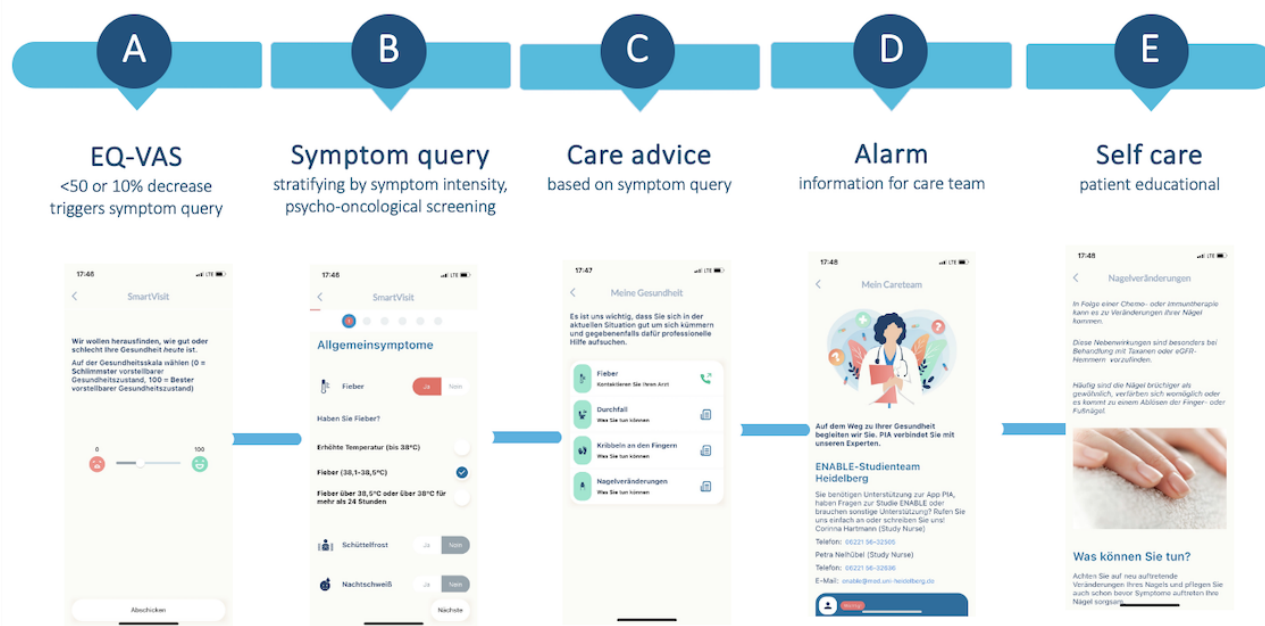 A
B
C
D
E
EQ-VAS
<50 or 10% decrease
triggers symptom query
Symptom query
stratifying by symptom intensity,
psycho-oncological screening
Care advice
based on symptom query
Alarm
information for care team
Self care
patient educational
17:48
LTE
SmartVisit
Wir wollen herausfinden, wie gut oder
schlecht Ihre Gesundheit heute ist.
Auf der Gesundheitsskala wählen (0 =
Schlimmster vorstellbarer
Gesundheitszustand, 100 = Bester
vorstellbarer Gesundheitszustand)
0
100
Abschicken
17:48
LTE
SmartVisit
Allgemeinsymptome
Fieber
Ja
Nein
Haben Sie Fieber?
Erhöhte Temperatur (bis 38°C)
Fieber (38,1-38,5°C)
Fieber über 38,5°C oder über 38°C für
mehr als 24 Stunden
Schüttelfrost
Ja
Nein
Nachtschweiß
Ja
Nein
Nächste
17:47
LTE
Meine Gesundheit
Es ist uns wichtig, dass Sie sich in der
aktuellen Situation gut um sich kümmern
und gegebenenfalls dafür professionelle
Hilfe aufsuchen.
Fieber
Kontaktieren Sie Ihren Arzt
Durchfall
Was Sie tun können
Kribbeln an den Fingern
Was Sie tun können
Nagelveränderungen
Was Sie tun können
17:48
LTE
Mein Careteam
Auf dem Weg zu Ihrer Gesundheit
begleiten wir Sie. PIA verbindet Sie mit
unseren Experten.
ENABLE-Studienteam
Heidelberg
Sie benötigen Unterstützung zur App PIA,
haben Fragen zur Studie ENABLE oder
brauchen sonstige Unterstützung? Rufen Sie
uns einfach an oder schreiben Sie uns!
Corinna Hartmann (Study Nurse)
Telefon: 06221 56-32505
Petra Neihübel (Study Nurse)
Telefon: 06221 56-32698
E-Mail: enable@med.uni-heidelberg.de
17:48
LTE
Nagelveränderungen
In Folge einer Chemo- oder Immuntherapie
kann es zu Veränderungen Ihrer Nägel
kommen.
Diese Nebenwirkungen sind besonders bei
Behandlung mit Taxanen oder eGFR-
Hemmern vorzufinden.
Häufig sind die Nägel brüchiger als
gewöhnlich, verfärben sich womöglich oder
es kommt zu einem Ablösen der Finger- oder
Fußnägel.
Was können Sie tun?
Achten Sie auf neu auftretende
Veränderungen Ihres Nagels und pflegen Sie
auch schon bevor Symptome auftreten Ihre
Nägel sorgsam.